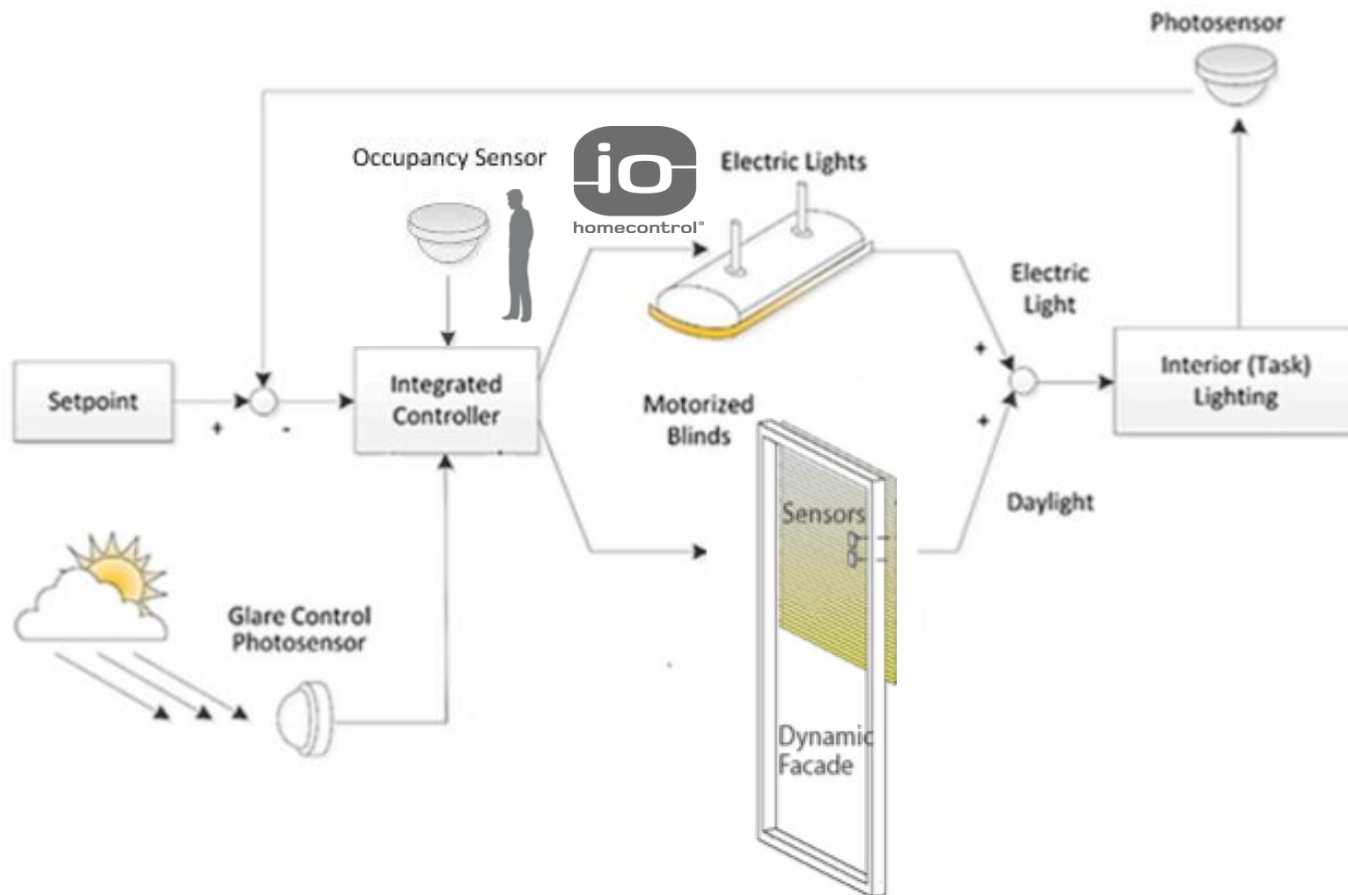 Photosensor
Occupancy Sensor
io
homecontrol®
Electric Lights
Electric
Light
Setpoint
+
-
Integrated
Controller
Motorized
Blinds
+
+
Interior (Task)
Lighting
Sensors
Daylight
Glare Control
Photosensor
Dynamic
Facade